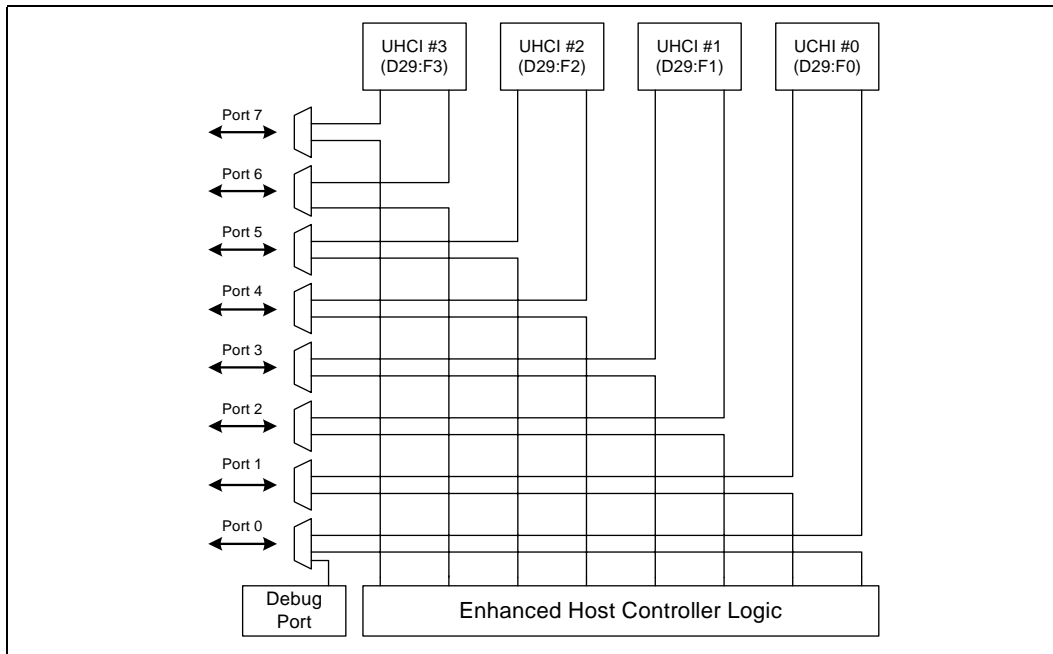 UHCI #3
(D29:F3)
UHCI #2
(D29:F2)
UHCI #1
(D29:F1)
UCHI #0
(D29:F0)
Port 7
Port 6
Port 5
Port 4
Port 3
Port 2
Port 1
Port 0
Debug
Port
Enhanced Host Controller Logic